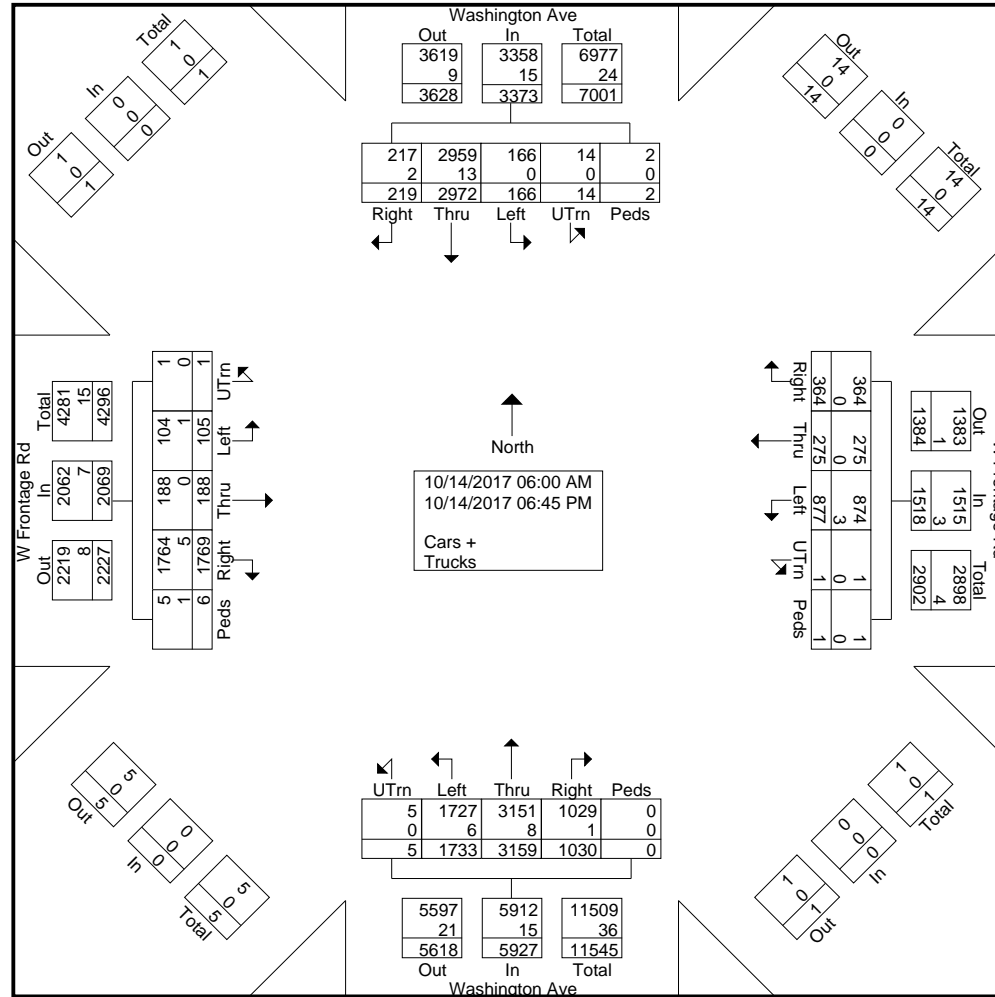 Washington Ave
Out In Total
3619 3358 6977
9 15 24
3628 3373 7001
217 2959 166 14 2
2 13 0 0 0
219 2972 166 14 2
Right Thru Left UTrn Peds
Total
1
0
1
In
0
0
0
Out
1
0
1
Out
14
0
14
In
0
0
0
Total
14
0
14
W Frontage Rd
Total
4281
15
4296
In
2062
7
2069
Out
2219
8
2227
1 0 1 UTrn
104 1 105 Left
188 0 188 Thru
1764 5 1769 Right
5 1 6 Peds
North
10/14/2017 06:00 AM
10/14/2017 06:45 PM
Cars +
Trucks
Right 364 0 364
Thru 275 0 275
Left 877 3 874
UTrn 1 0 1
Peds 1 0 1
Out
1383
1
1384
In
1515
3
1518
Total
2898
4
2902
5
0
5
Out
0
0
0
In
5
0
5
Total
1
0
1
Total
0
0
0
In
1
0
1
Out
UTrn Left Thru Right Peds
5 1727 3151 1029 0
0 6 8 1 0
5 1733 3159 1030 0
5597 5912 11509
21 15 36
5618 5927 11545
Out In Total
Washington Ave